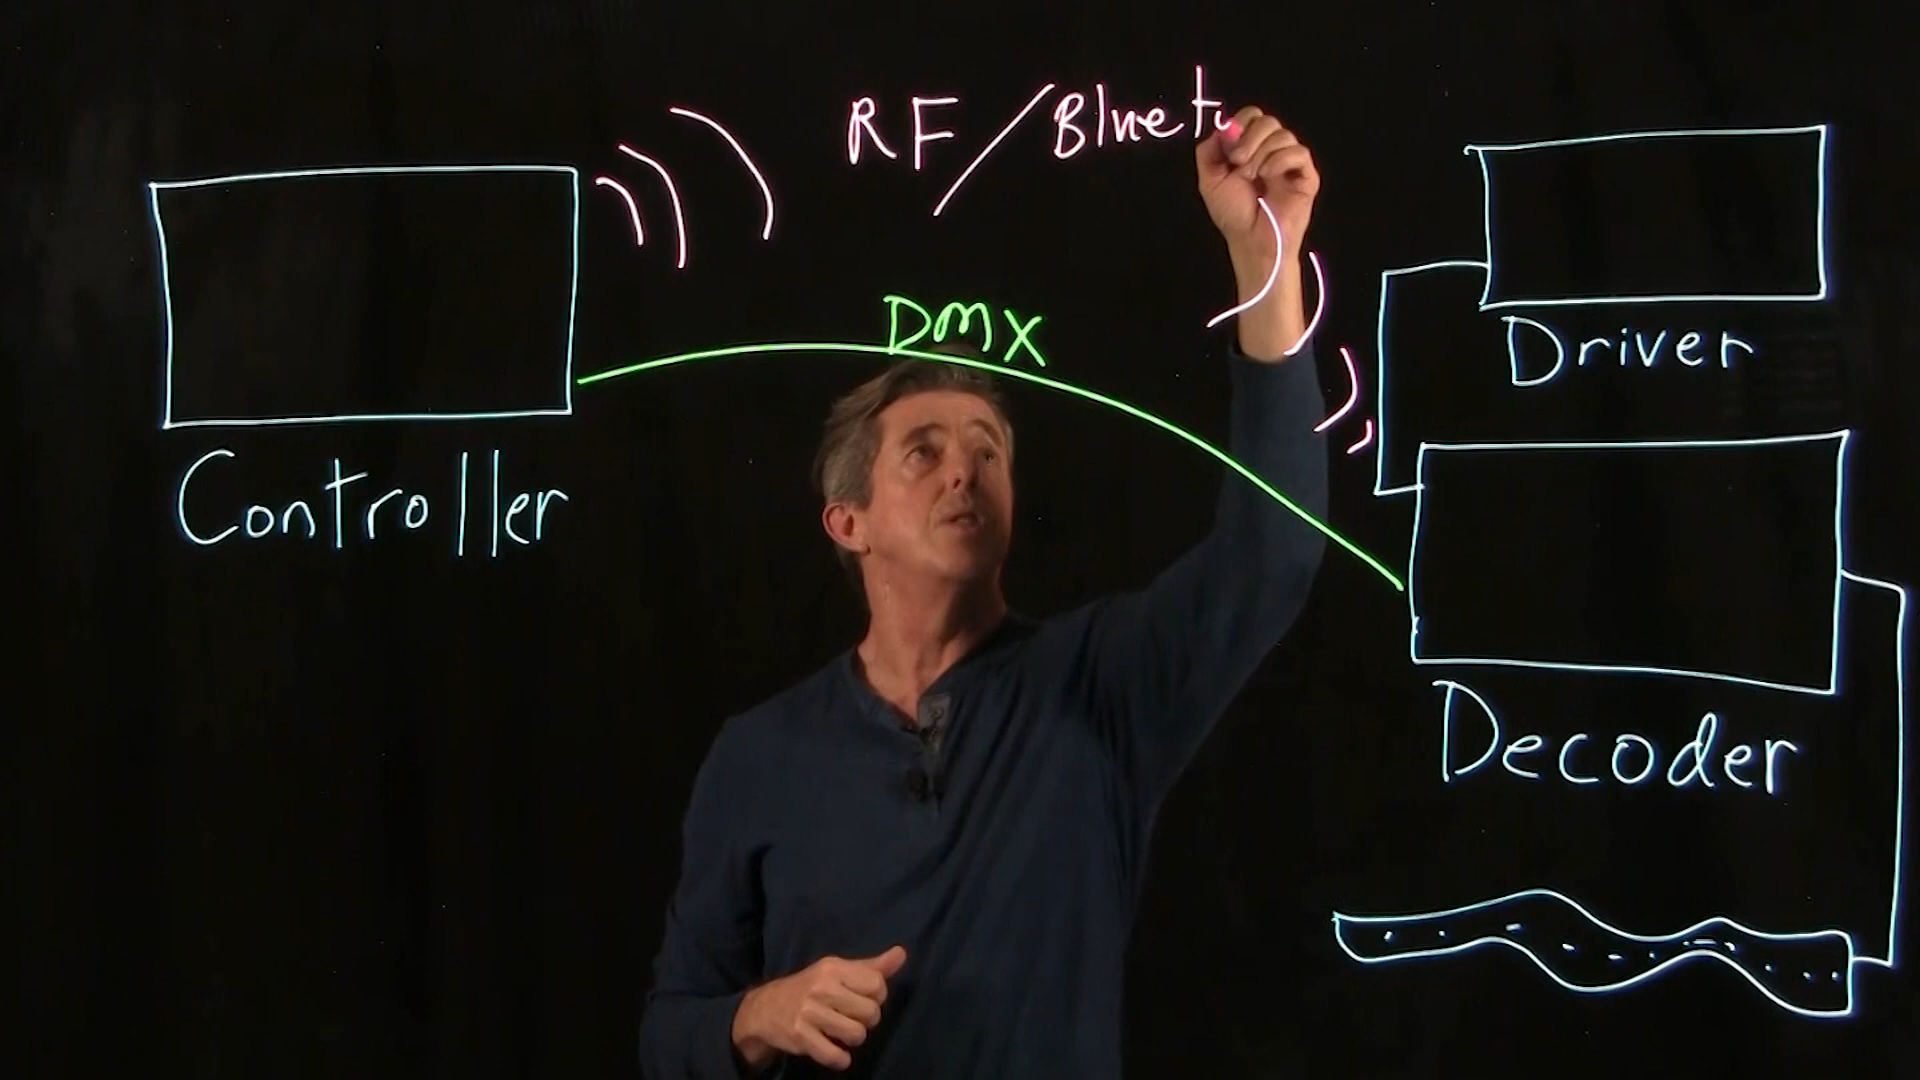 RF/Bluet
DMX
Driver
Controller
Decoder